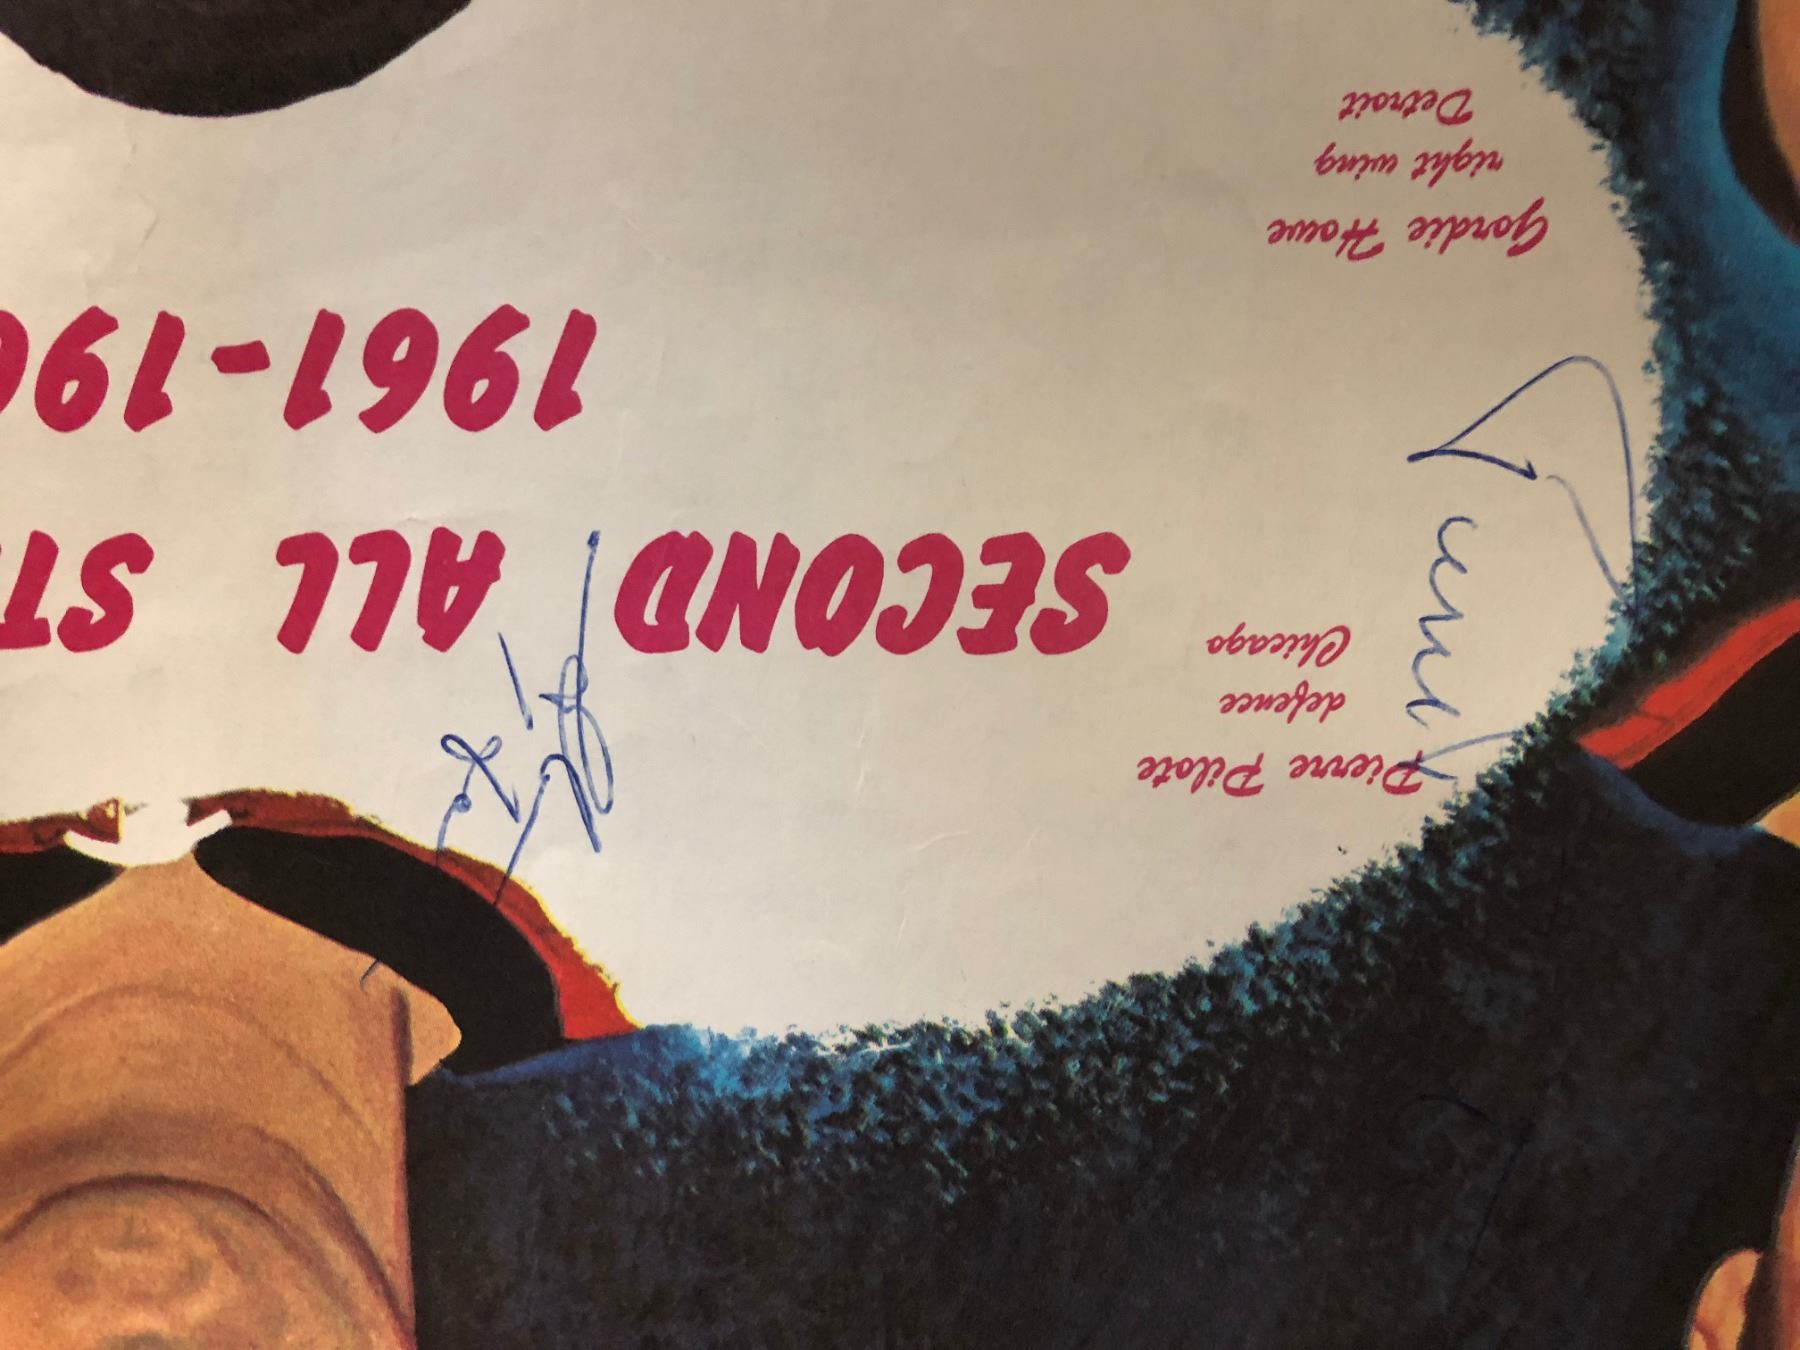 Pierre Pilote
defence
Chicago
SECOND ALL ST
1961-196
Gordie Howe
right wing
Detroit